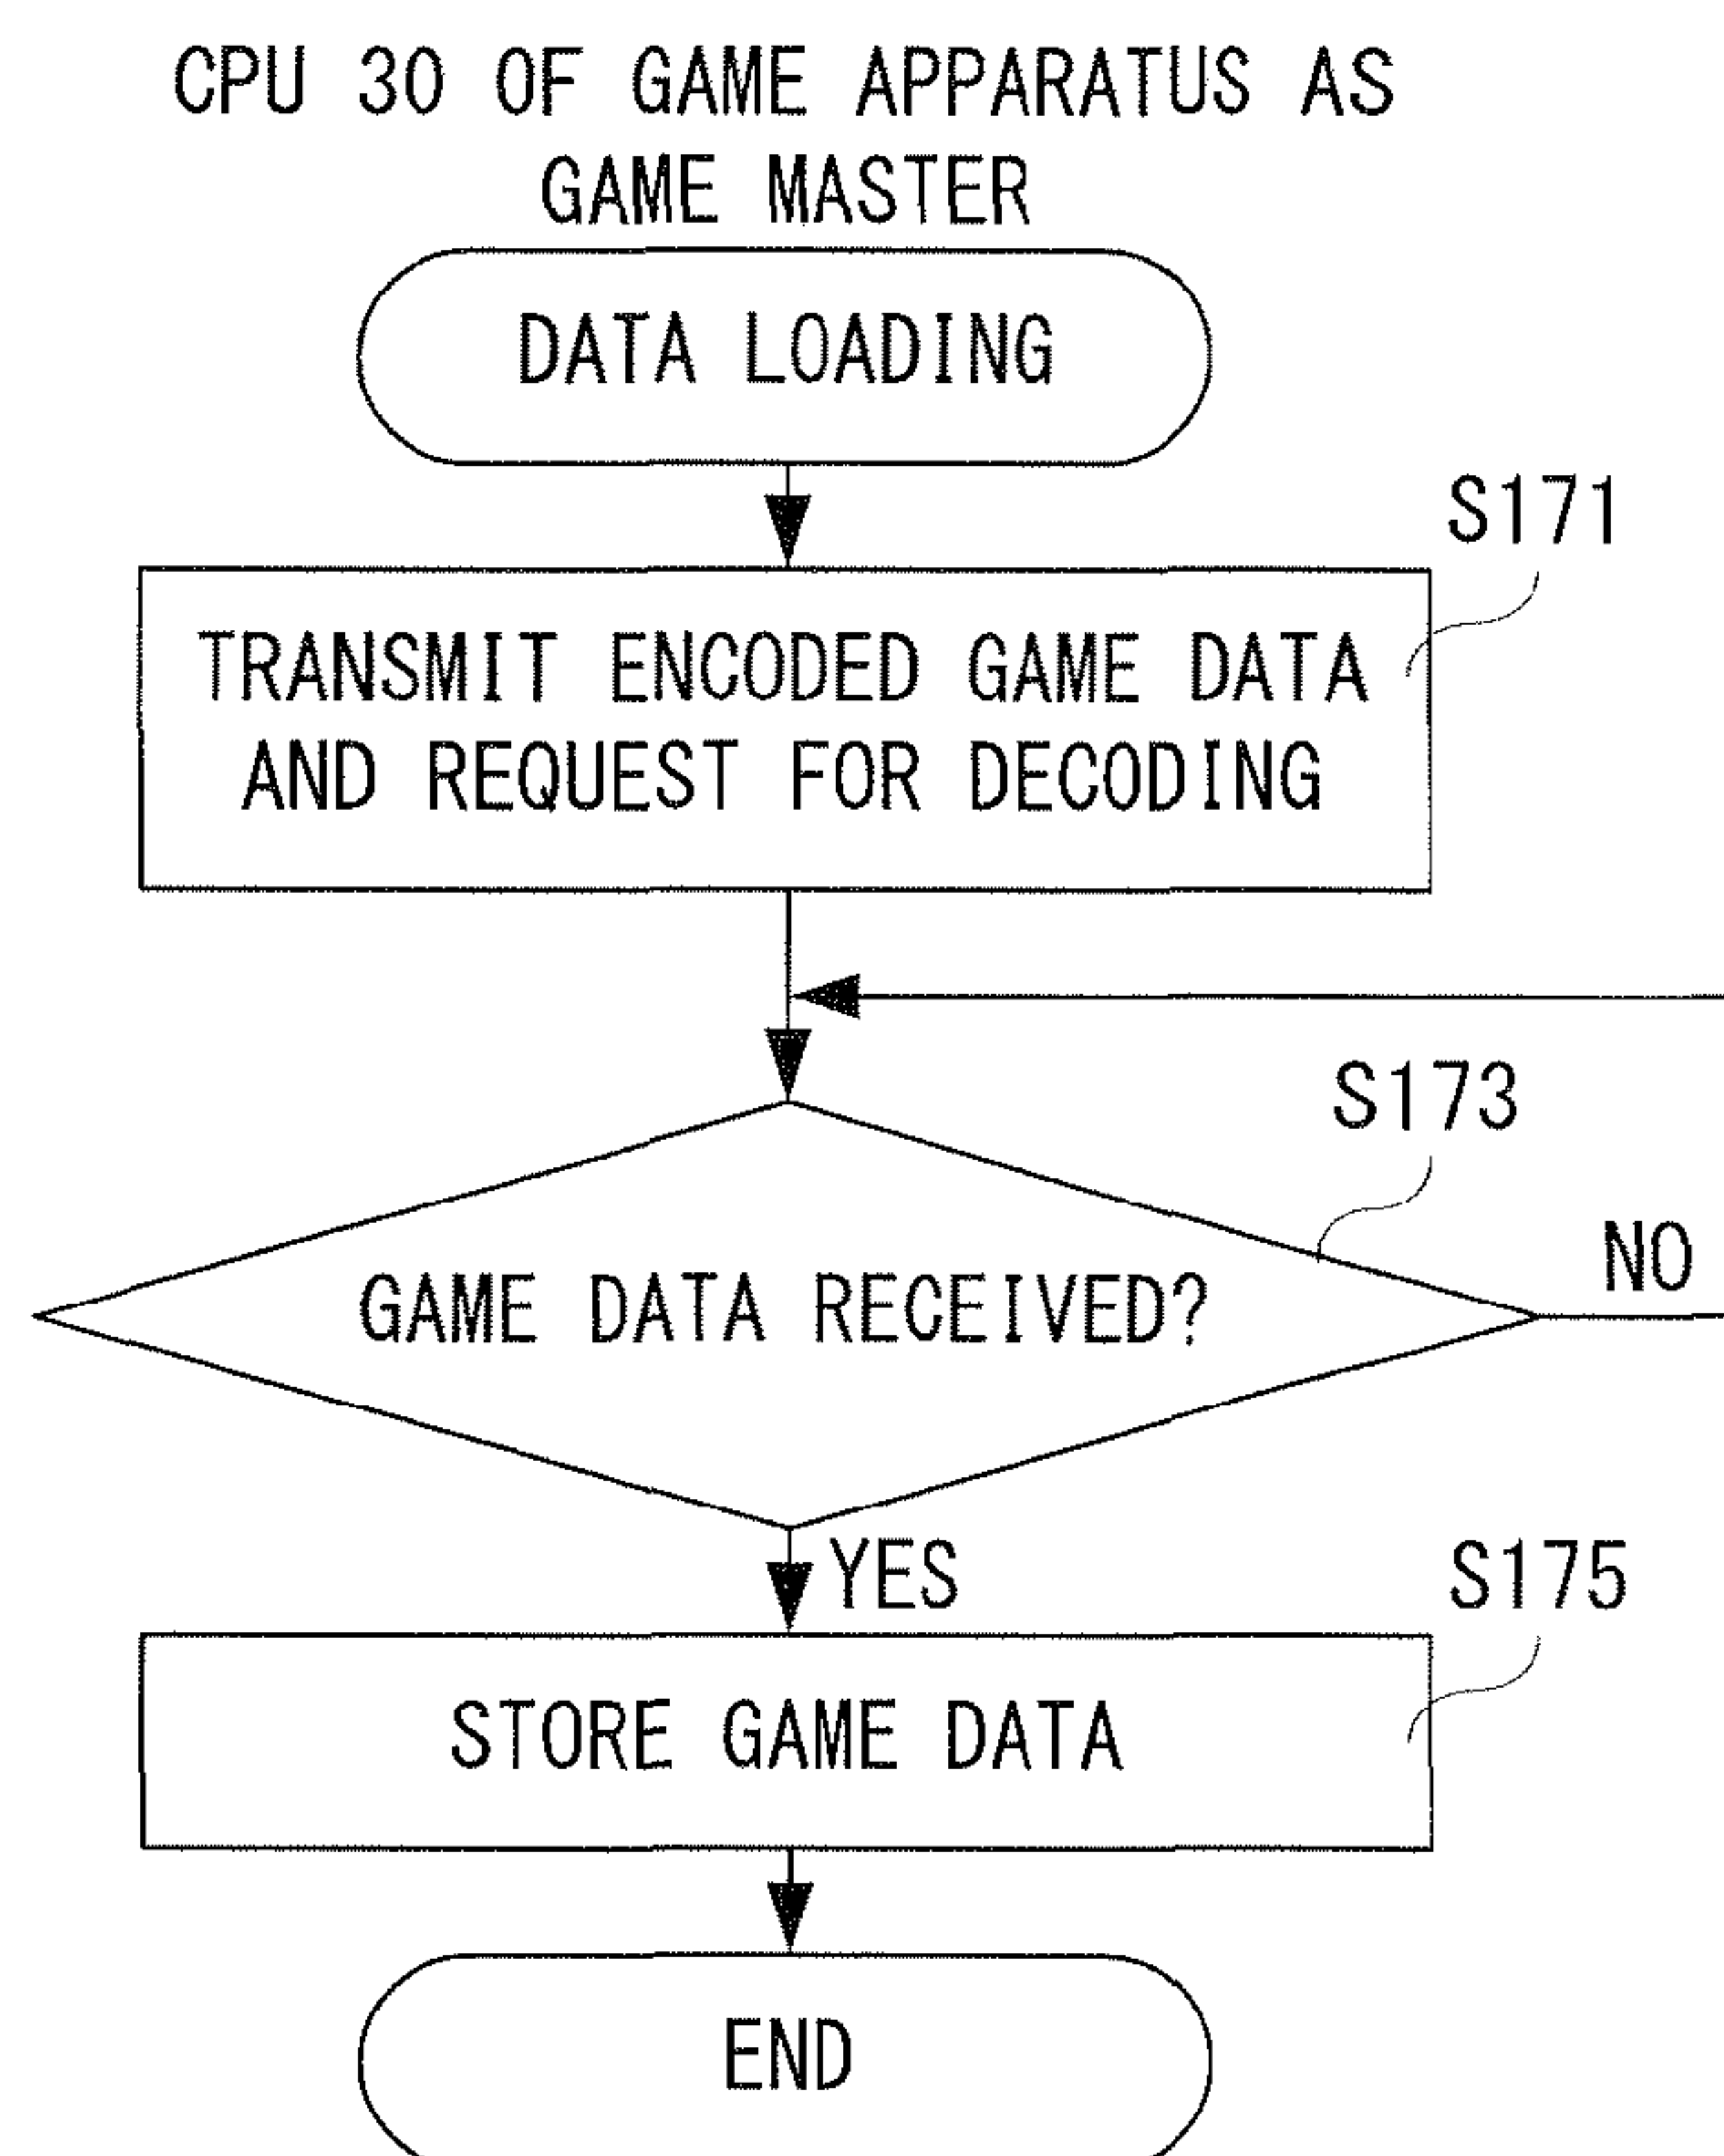 CPU 30 OF GAME APPARATUS AS
GAME MASTER
DATA LOADING
S171
TRANSMIT ENCODED GAME DATA
AND REQUEST FOR DECODING
S173
NO
GAME DATA RECEIVED?
YES
S175
STORE GAME DATA
END